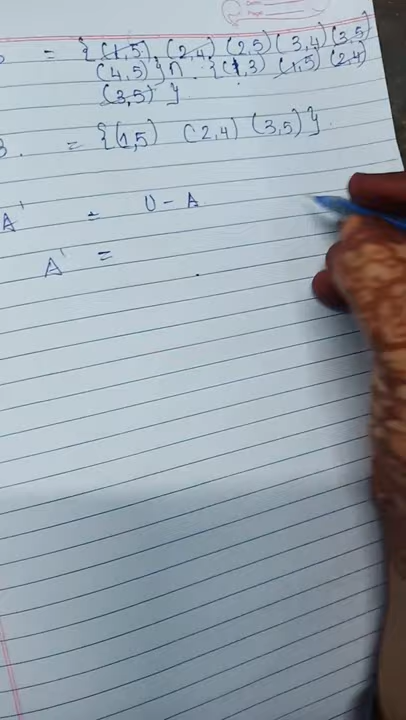 = {(1,5) (2,4) (2,5) (3,4) (3,5)
(4,5)} ∩ {(1,3) (1,5) (2,4)
(3,5)}
= {(1,5) (2,4) (3,5)}
A' = U - A
A' =